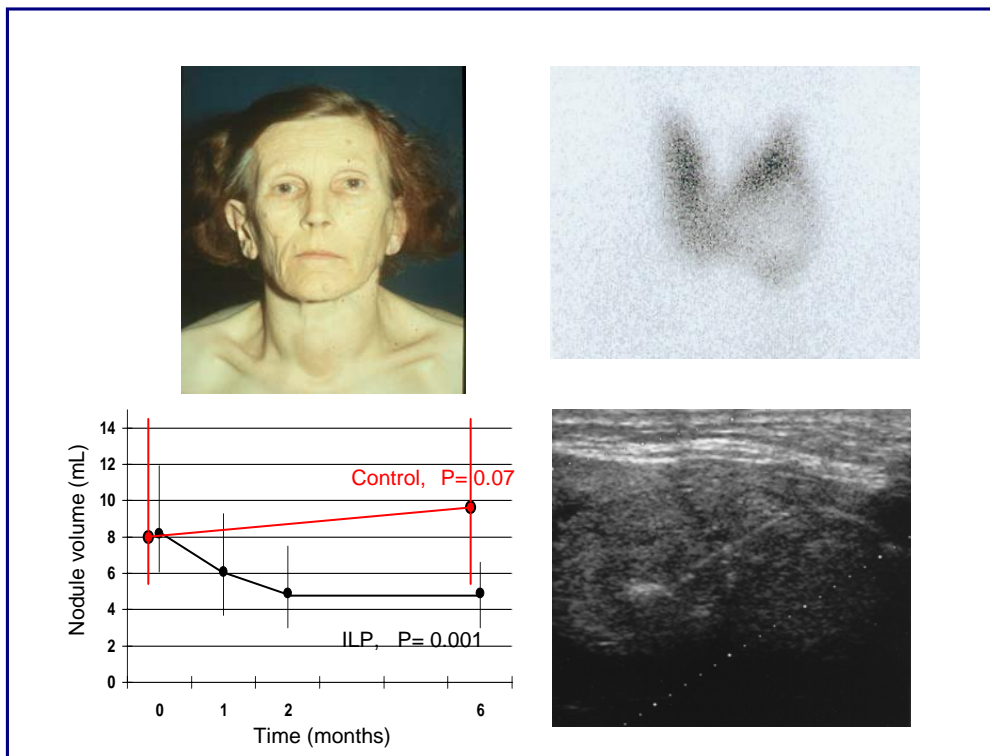 14
12
10
8
6
4
2
0
Nodule volume (mL)
Control, P= 0.07
ILP, P= 0.001
0 1 2 6
Time (months)